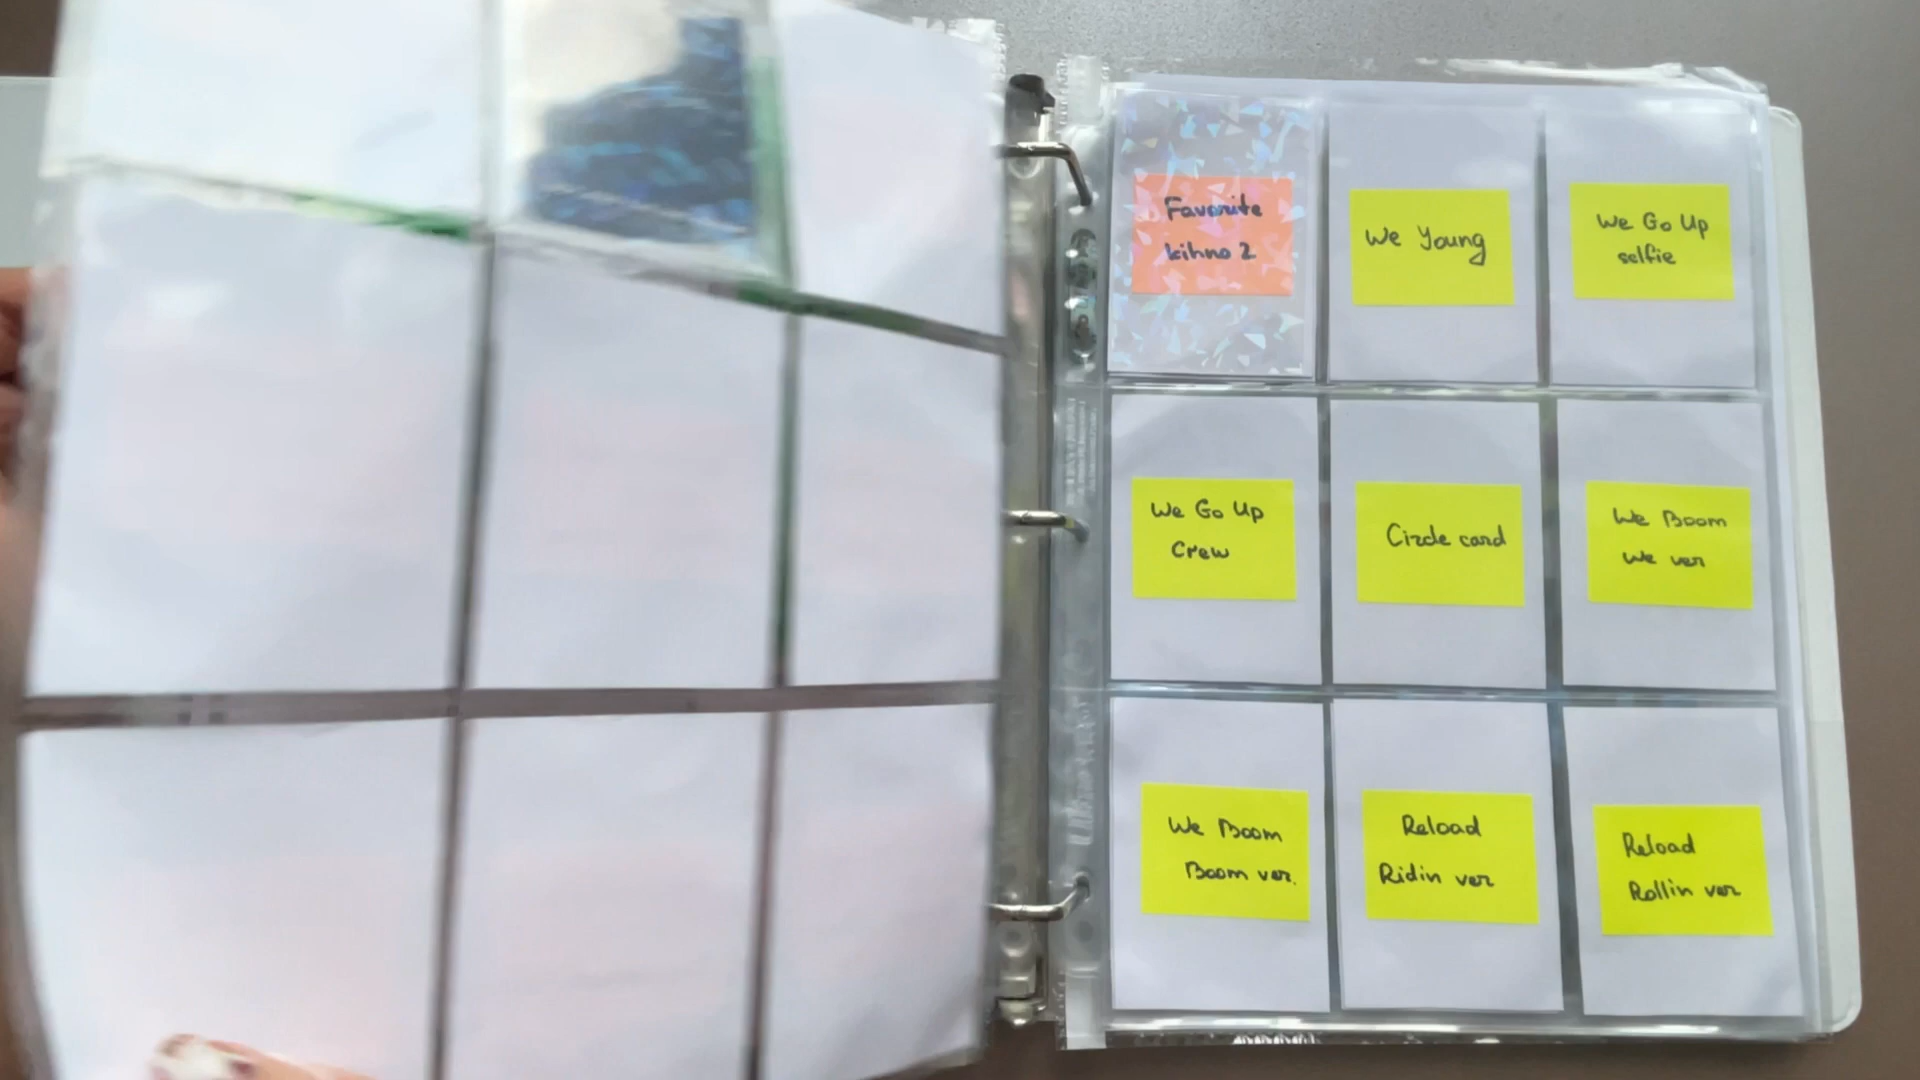 Favorite
kihno 2
We Young
We Go Up
selfie
We Go Up
Crew
Circle card
We Boom
We ver
We Boom
Boom ver.
Reload
Ridin ver
Reload
Rollin ver